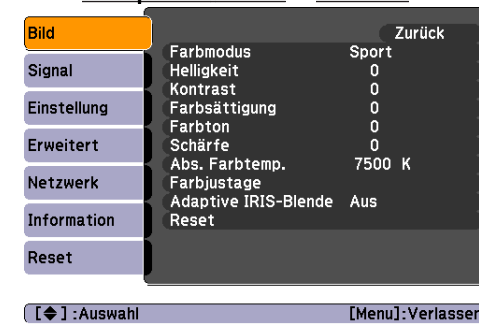 Bild
Signal
Einstellung
Erweitert
Netzwerk
Information
Reset
Zurück
Farbmodus Sport
Helligkeit 0
Kontrast 0
Farbsättigung 0
Farbton 0
Schärfe 0
Abs. Farbtemp. 7500 K
Farbjustage
Adaptive IRIS-Blende Aus
Reset
[◆] :Auswahl [Menu]:Verlasser